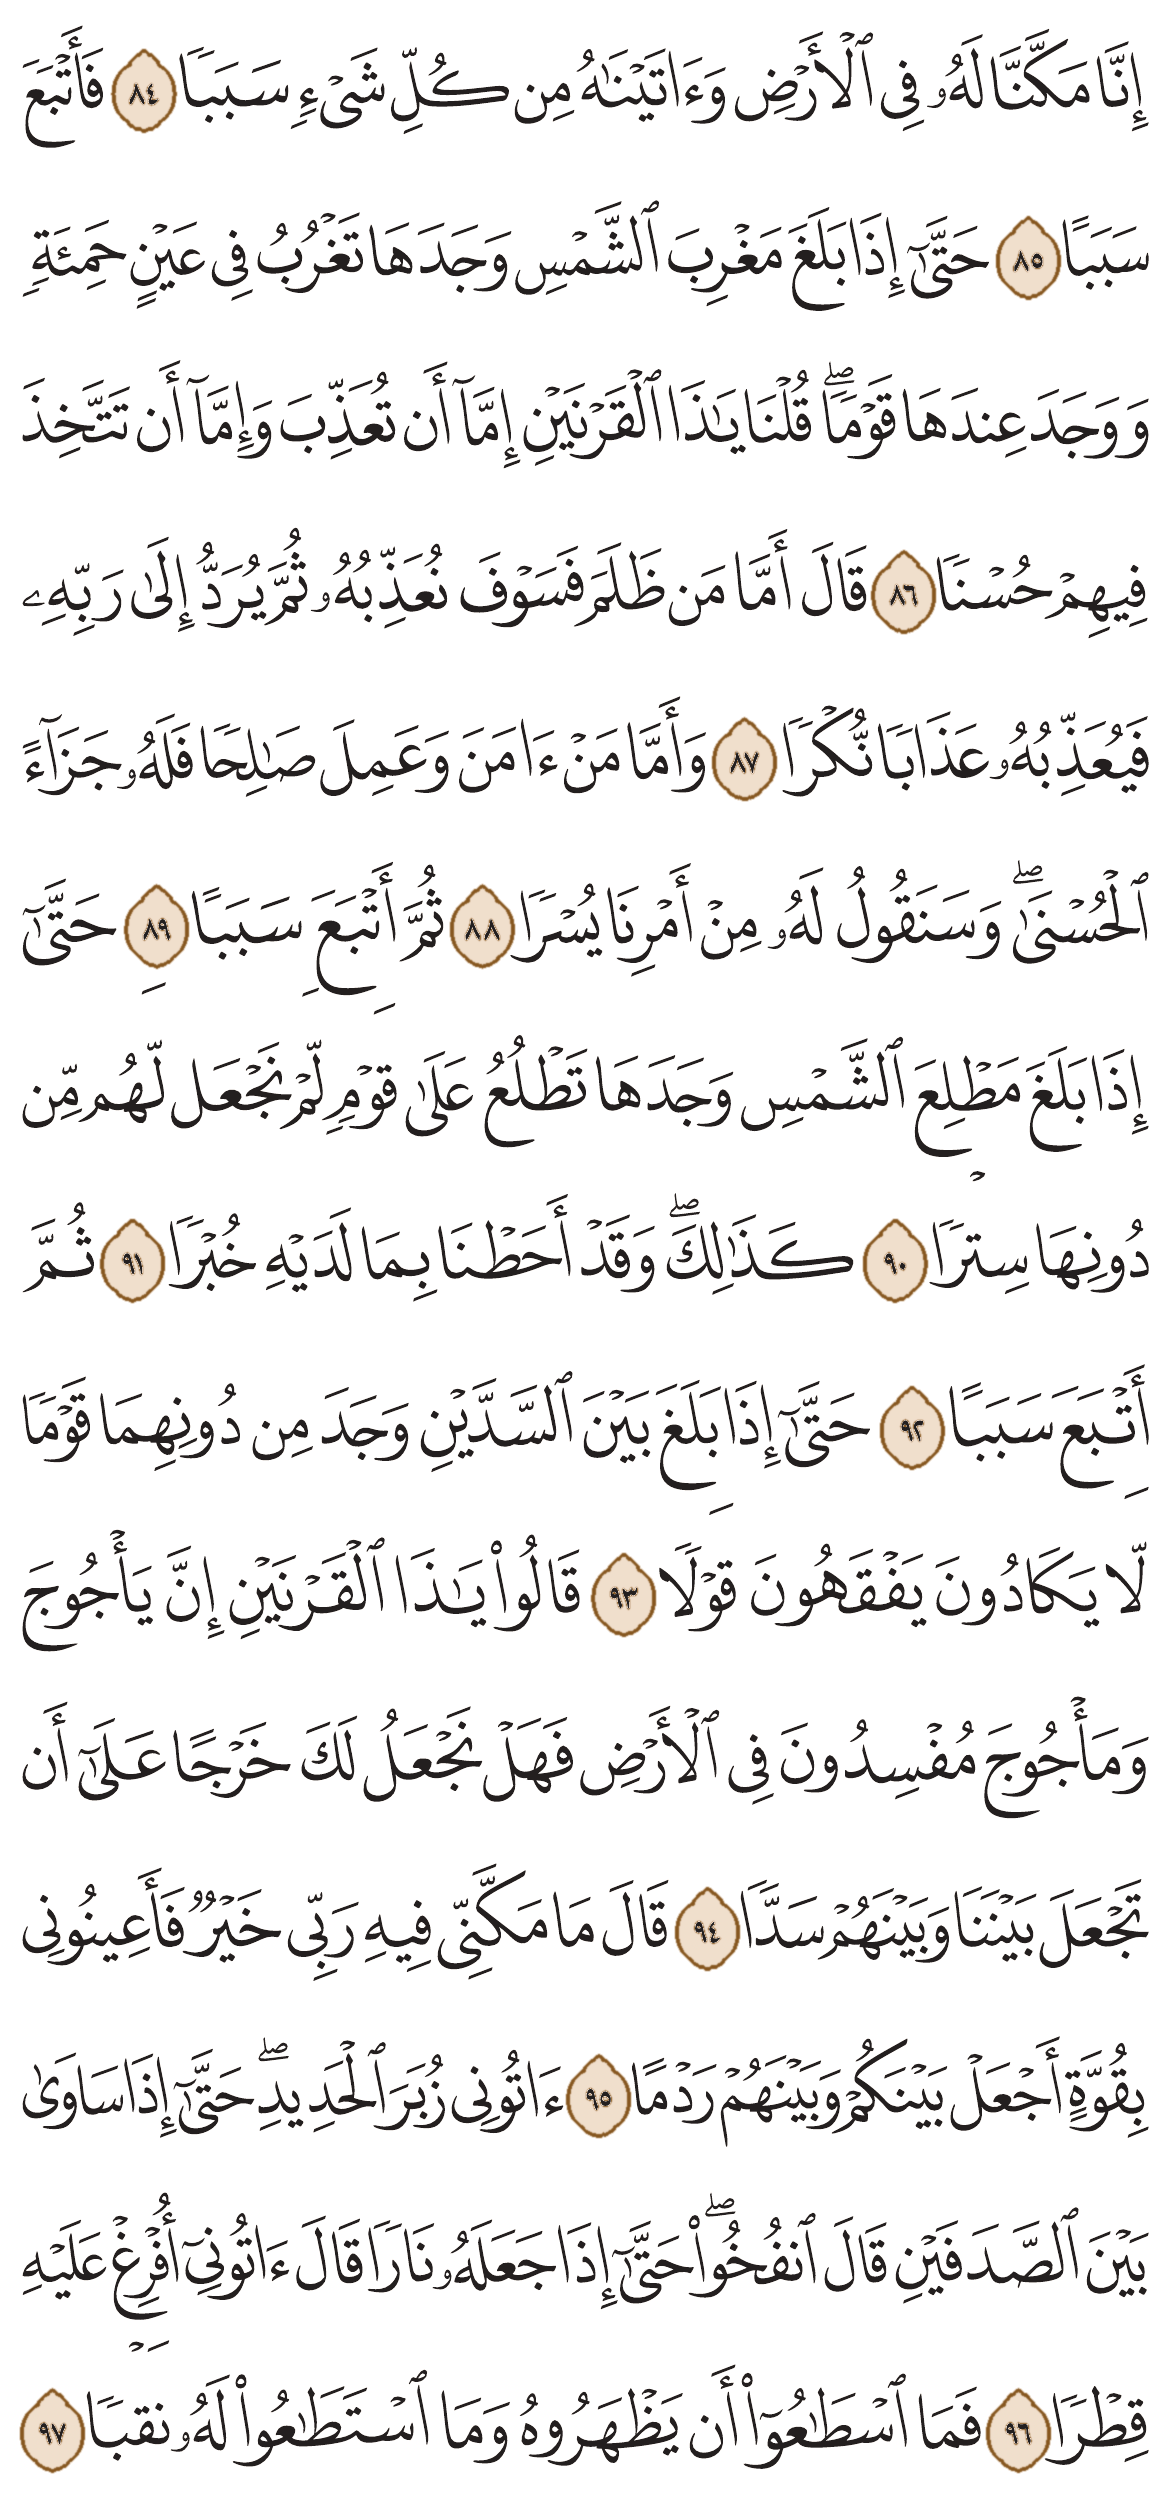 إِنَّا مَكَّنَّا لَهُۥ فِى ٱلْأَرْضِ وَءَاتَيْنَـٰهُ مِن كُلِّ شَىْءٍ سَبَبًا ٨٤ فَأَتْبَعَ
سَبَبًا ٨٥ حَتَّىٰٓ إِذَا بَلَغَ مَغْرِبَ ٱلشَّمْسِ وَجَدَهَا تَغْرُبُ فِى عَيْنٍ حَمِئَةٍ
وَوَجَدَ عِندَهَا قَوْمًا ۖ قُلْنَا يَـٰذَا ٱلْقَرْنَيْنِ إِمَّآ أَن تُعَذِّبَ وَإِمَّآ أَن تَتَّخِذَ
فِيهِمْ حُسْنًا ٨٦ قَالَ أَمَّا مَن ظَلَمَ فَسَوْفَ نُعَذِّبُهُۥ ثُمَّ يُرَدُّ إِلَىٰ رَبِّهِۦ
فَيُعَذِّبُهُۥ عَذَابًا نُّكْرًا ٨٧ وَأَمَّا مَنْ ءَامَنَ وَعَمِلَ صَـٰلِحًا فَلَهُۥ جَزَآءً
ٱلْحُسْنَىٰ ۖ وَسَنَقُولُ لَهُۥ مِنْ أَمْرِنَا يُسْرًا ٨٨ ثُمَّ أَتْبَعَ سَبَبًا ٨٩ حَتَّىٰٓ
إِذَا بَلَغَ مَطْلِعَ ٱلشَّمْسِ وَجَدَهَا تَطْلُعُ عَلَىٰ قَوْمٍ لَّمْ نَجْعَل لَّهُم مِّن
دُونِهَا سِتْرًا ٩٠ كَذَٰلِكَ ۖ وَقَدْ أَحَطْنَا بِمَا لَدَيْهِ خُبْرًا ٩١ ثُمَّ
أَتْبَعَ سَبَبًا ٩٢ حَتَّىٰٓ إِذَا بَلَغَ بَيْنَ ٱلسَّدَّيْنِ وَجَدَ مِن دُونِهِمَا قَوْمًا
لَّا يَكَادُونَ يَفْقَهُونَ قَوْلًا ٩٣ قَالُوا۟ يَـٰذَا ٱلْقَرْنَيْنِ إِنَّ يَأْجُوجَ
وَمَأْجُوجَ مُفْسِدُونَ فِى ٱلْأَرْضِ فَهَلْ نَجْعَلُ لَكَ خَرْجًا عَلَىٰٓ أَن
تَجْعَلَ بَيْنَنَا وَبَيْنَهُمْ سَدًّا ٩٤ قَالَ مَا مَكَّنِّى فِيهِ رَبِّى خَيْرٌ فَأَعِينُونِى
بِقُوَّةٍ أَجْعَلْ بَيْنَكُمْ وَبَيْنَهُمْ رَدْمًا ٩٥ ءَاتُونِى زُبَرَ ٱلْحَدِيدِ ۖ حَتَّىٰٓ إِذَا سَاوَىٰ
بَيْنَ ٱلصَّدَفَيْنِ قَالَ ٱنفُخُوا۟ ۖ حَتَّىٰٓ إِذَا جَعَلَهُۥ نَارًا قَالَ ءَاتُونِىٓ أُفْرِغْ عَلَيْهِ
قِطْرًا ٩٦ فَمَا ٱسْطَـٰعُوٓا۟ أَن يَظْهَرُوهُ وَمَا ٱسْتَطَـٰعُوا۟ لَهُۥ نَقْبًا ٩٧